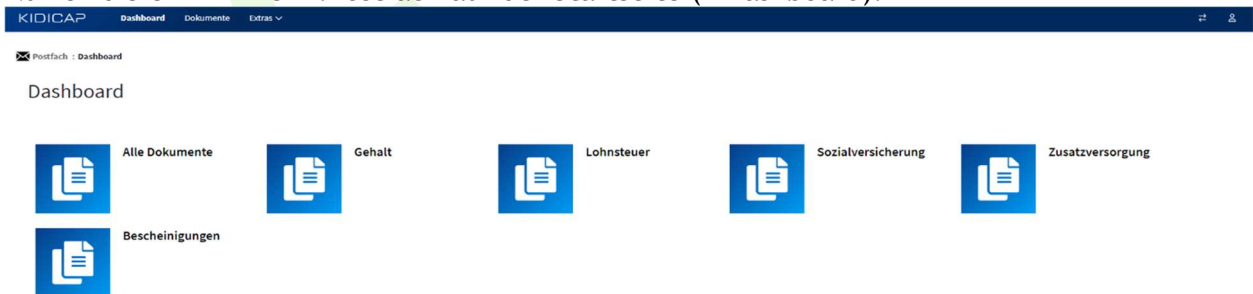 KIDICAP Dashboard Dokumente Extras
Postfach : Dashboard
Dashboard
Alle Dokumente Gehalt Lohnsteuer Sozialversicherung Zusatzversorgung
Bescheinigungen